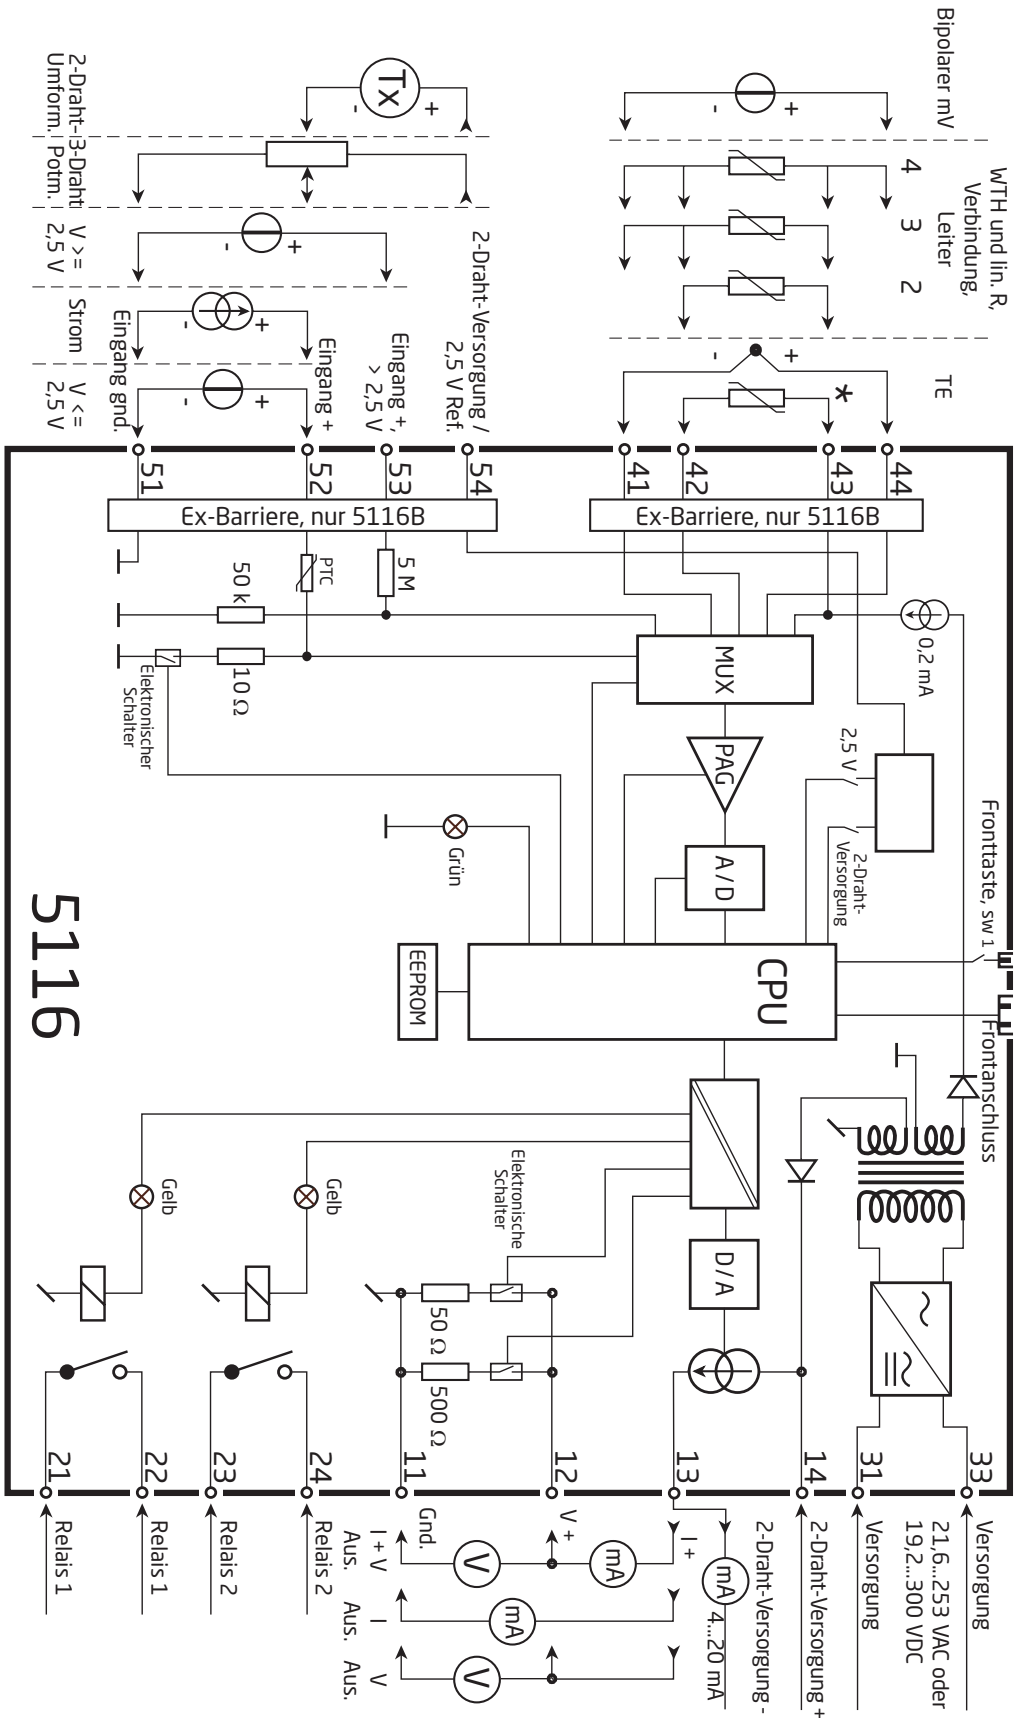 Bipolarer mV
WTH und lin. R,
Verbindung,
Leiter
4
3
2
TE
+
-
+
-
*
2-Draht-
Umform.
3-Draht
Potm.
V >=
2,5 V
Strom
V <=
2,5 V
Tx
+
-
+
-
+
-
+
-
2-Draht-Versorgung /
2,5 V Ref.
Eingang +,
> 2,5 V
Eingang +
Eingang gnd.
44
43
42
41
54
53
52
51
Ex-Barriere, nur 5116B
Ex-Barriere, nur 5116B
PTC
5 M
50 k
10 Ω
Elektronischer
Schalter
0,2 mA
MUX
PAG
A / D
2,5 V
2-Draht-
Versorgung
Grün
Fronttaste, sw 1
Frontanschluss
CPU
EEPROM
5116
D / A
Elektronische
Schalter
Gelb
Gelb
50 Ω
500 Ω
33
31
14
13
12
11
24
23
22
21
Versorgung
21,6...253 VAC oder
19,2...300 VDC
Versorgung
2-Draht-Versorgung +
2-Draht-Versorgung -
mA
4...20 mA
I +
V +
Gnd.
mA
V
mA
V
I + V
Aus.
I
Aus.
V
Aus.
Relais 2
Relais 2
Relais 1
Relais 1